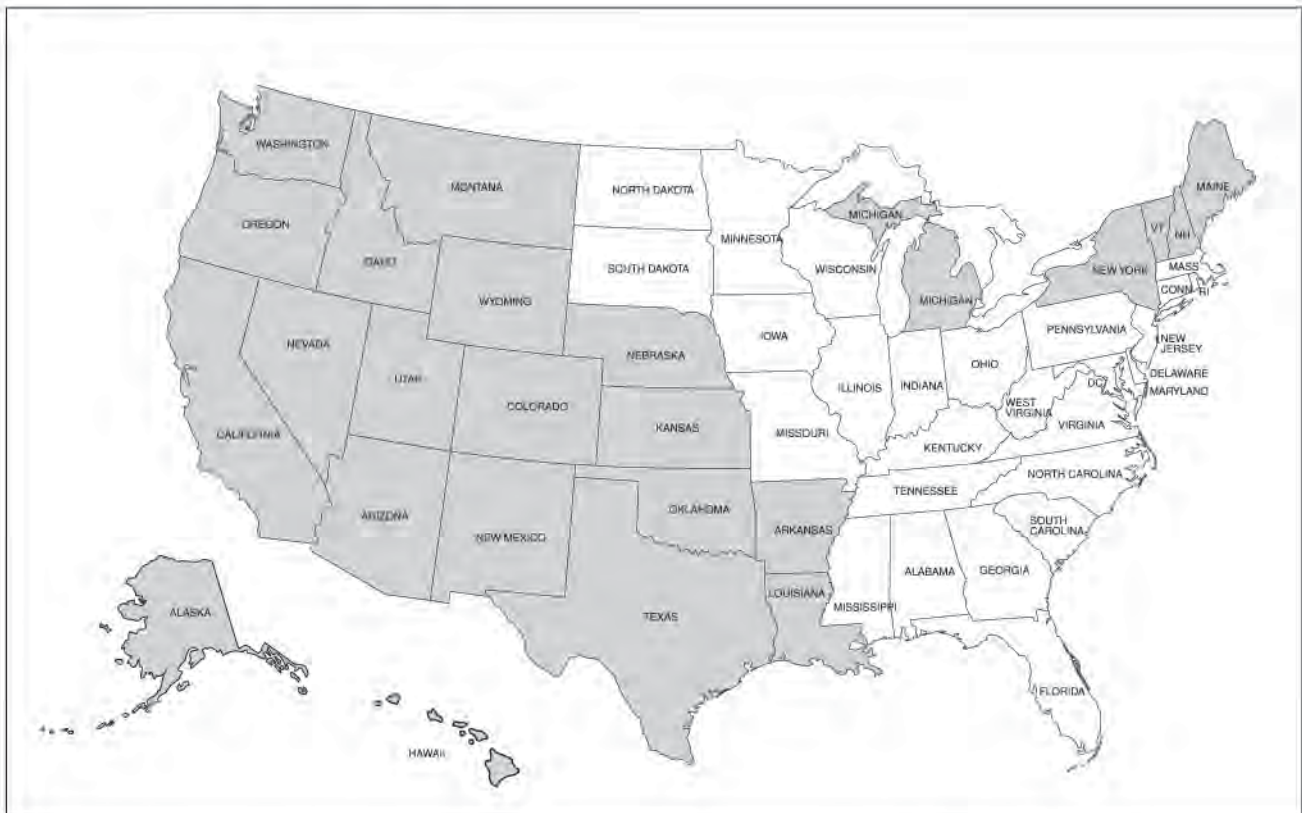 WASHINGTON
MONTANA
NORTH DAKOTA
MINNESOTA
MICHIGAN
MAINE
VT
NH
OREGON
IDAHO
SOUTH DAKOTA
WISCONSIN
NEW YORK
MASS
CONN
RI
WYOMING
MICHIGAN
NEVADA
UTAH
NEBRASKA
IOWA
PENNSYLVANIA
NEW
JERSEY
ILLINOIS
INDIANA
OHIO
DELAWARE
DC
MARYLAND
CALIFORNIA
COLORADO
KANSAS
MISSOURI
WEST
VIRGINIA
VIRGINIA
KENTUCKY
NORTH CAROLINA
TENNESSEE
ARIZONA
NEW MEXICO
OKLAHOMA
ARKANSAS
SOUTH
CAROLINA
ALABAMA
GEORGIA
LOUISIANA
MISSISSIPPI
TEXAS
ALASKA
FLORIDA
HAWAII